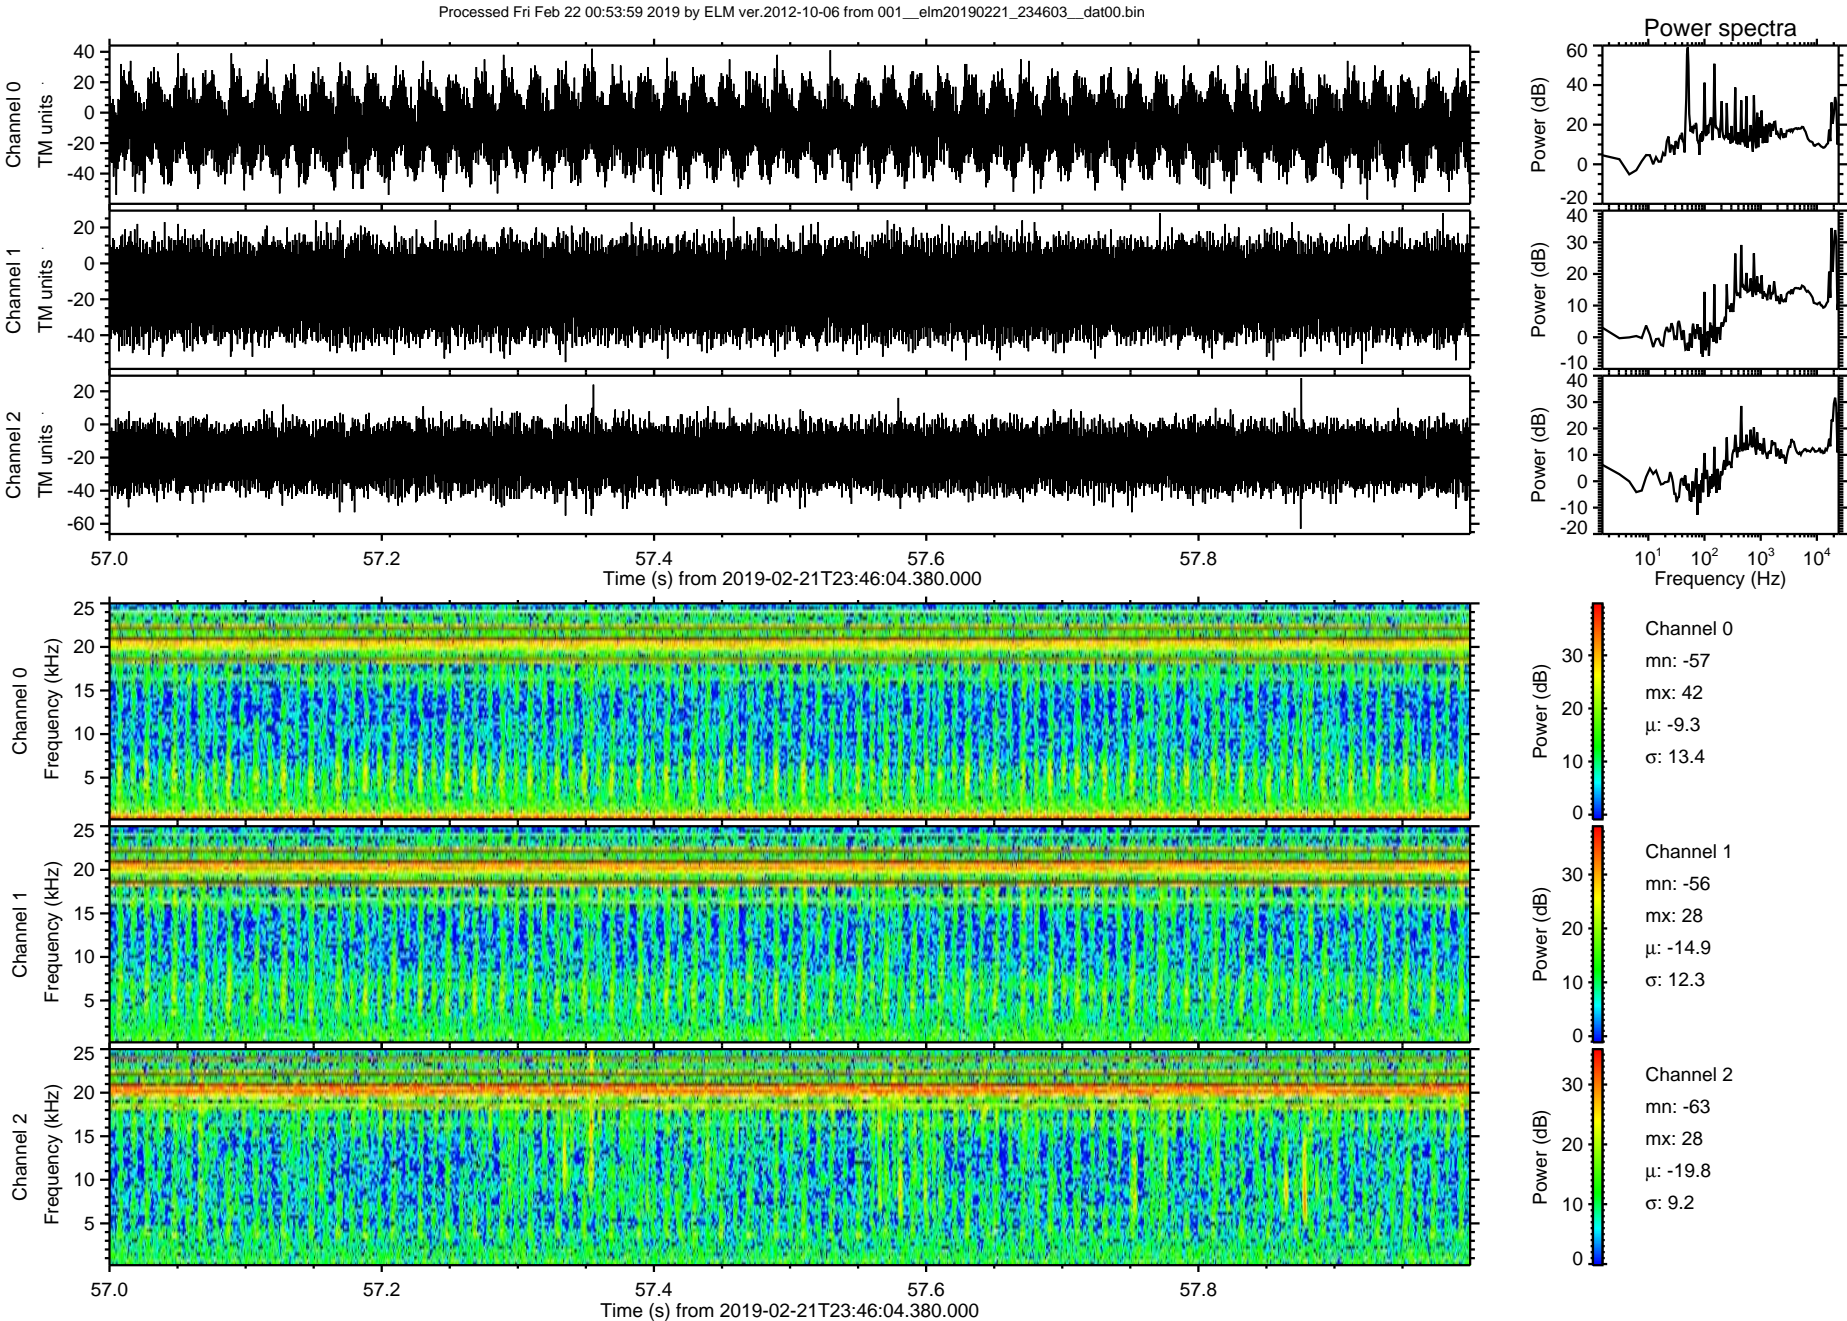 Processed Fri Feb 22 00:53:59 2019 by ELM ver.2012-10-06 from 001__elm20190221_234603__dat00.bin
Power spectra
Channel 0
TM units
40
20
0
-20
-40
Power (dB)
60
40
20
0
-20
Channel 1
TM units
20
0
-20
-40
Power (dB)
40
30
20
10
0
-10
Channel 2
TM units
20
0
-20
-40
-60
Power (dB)
40
30
20
10
0
-10
-20
57.0 57.2 57.4 57.6 57.8
Time (s) from 2019-02-21T23:46:04.380.000
10¹ 10² 10³ 10⁴
Frequency (Hz)
Channel 0
Frequency (kHz)
25
20
15
10
5
Power (dB)
30
20
10
0
Channel 0
mn: -57
mx: 42
μ: -9.3
σ: 13.4
Channel 1
Frequency (kHz)
25
20
15
10
5
Power (dB)
30
20
10
0
Channel 1
mn: -56
mx: 28
μ: -14.9
σ: 12.3
Channel 2
Frequency (kHz)
25
20
15
10
5
Power (dB)
30
20
10
0
Channel 2
mn: -63
mx: 28
μ: -19.8
σ: 9.2
57.0 57.2 57.4 57.6 57.8
Time (s) from 2019-02-21T23:46:04.380.000